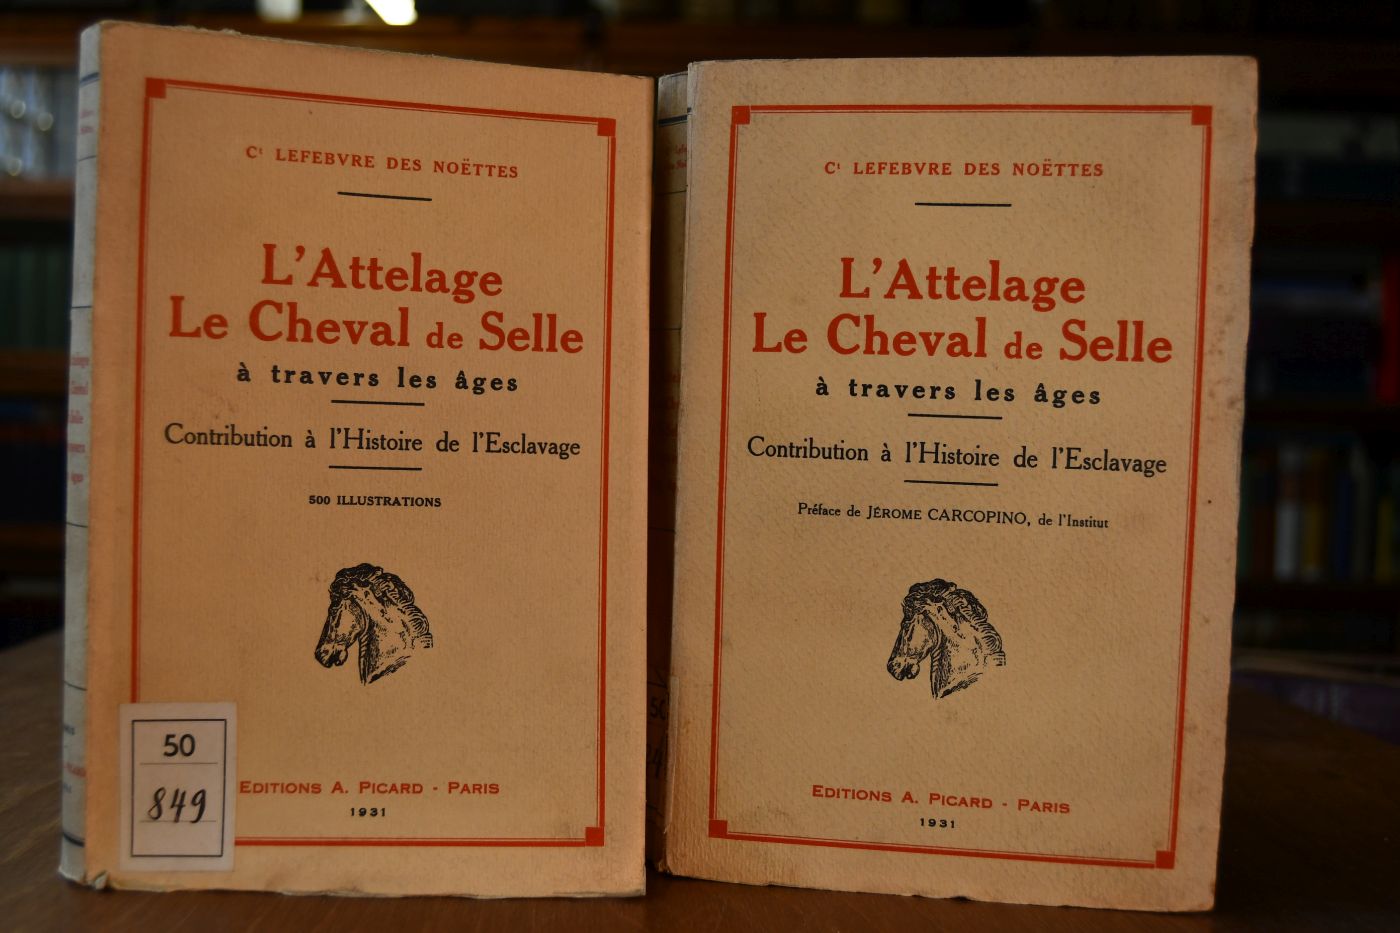 Cᵗ LEFEBVRE DES NOËTTES
L'Attelage
Le Cheval de Selle
à travers les âges
Contribution à l'Histoire de l'Esclavage
500 ILLUSTRATIONS
50
849
EDITIONS A. PICARD - PARIS
1931
Cᵗ LEFEBVRE DES NOËTTES
L'Attelage
Le Cheval de Selle
à travers les âges
Contribution à l'Histoire de l'Esclavage
Préface de JÉROME CARCOPINO, de l'Institut
EDITIONS A. PICARD - PARIS
1931